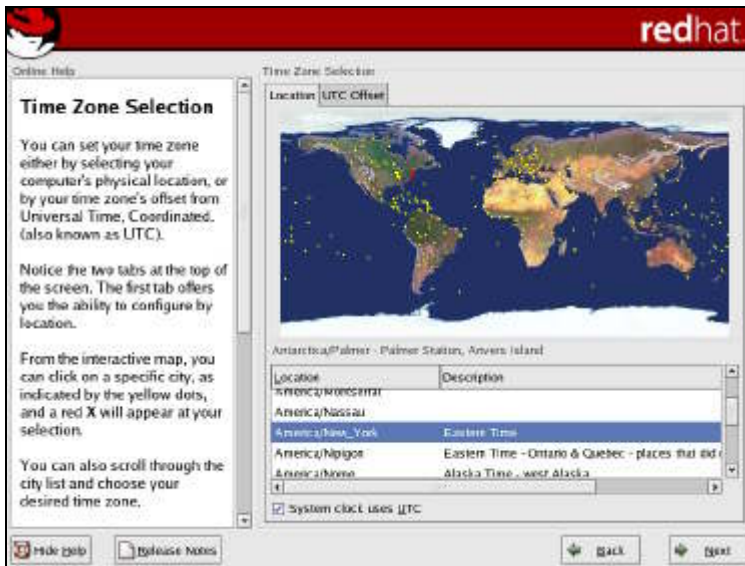 redhat.
Online Help
Time Zone Selection
You can set your time zone
either by selecting your
computer's physical location, or
by your time zone's offset from
Universal Time, Coordinated,
(also known as UTC).
Notice the two tabs at the top of
the screen. The first tab offers
you the ability to configure by
location.
From the interactive map, you
can click on a specific city, as
indicated by the yellow dots,
and a red X will appear at your
selection.
You can also scroll through the
city list and choose your
desired time zone.
Time Zone Selection
Location UTC Offset
Antarctica/Palmer - Palmer Station, Anvers Island
Location Description
America/Montserrat
America/Nassau
America/New_York Eastern Time
America/Nipigon Eastern Time - Ontario & Quebec - places that did
America/Nome Alaska Time - west Alaska
System clock uses UTC
Hide Help Release Notes Back Next